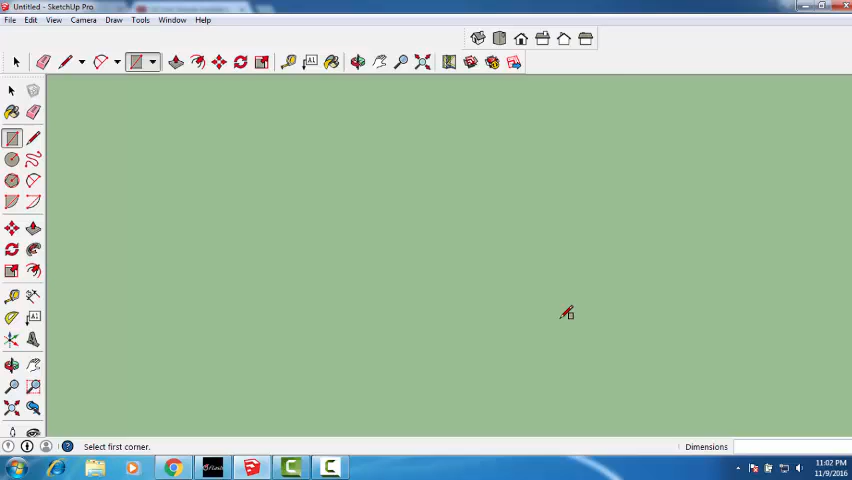 Untitled - SketchUp Pro
File Edit View Camera Draw Tools Window Help
Select first corner.
Dimensions
11:02 PM
11/9/2016